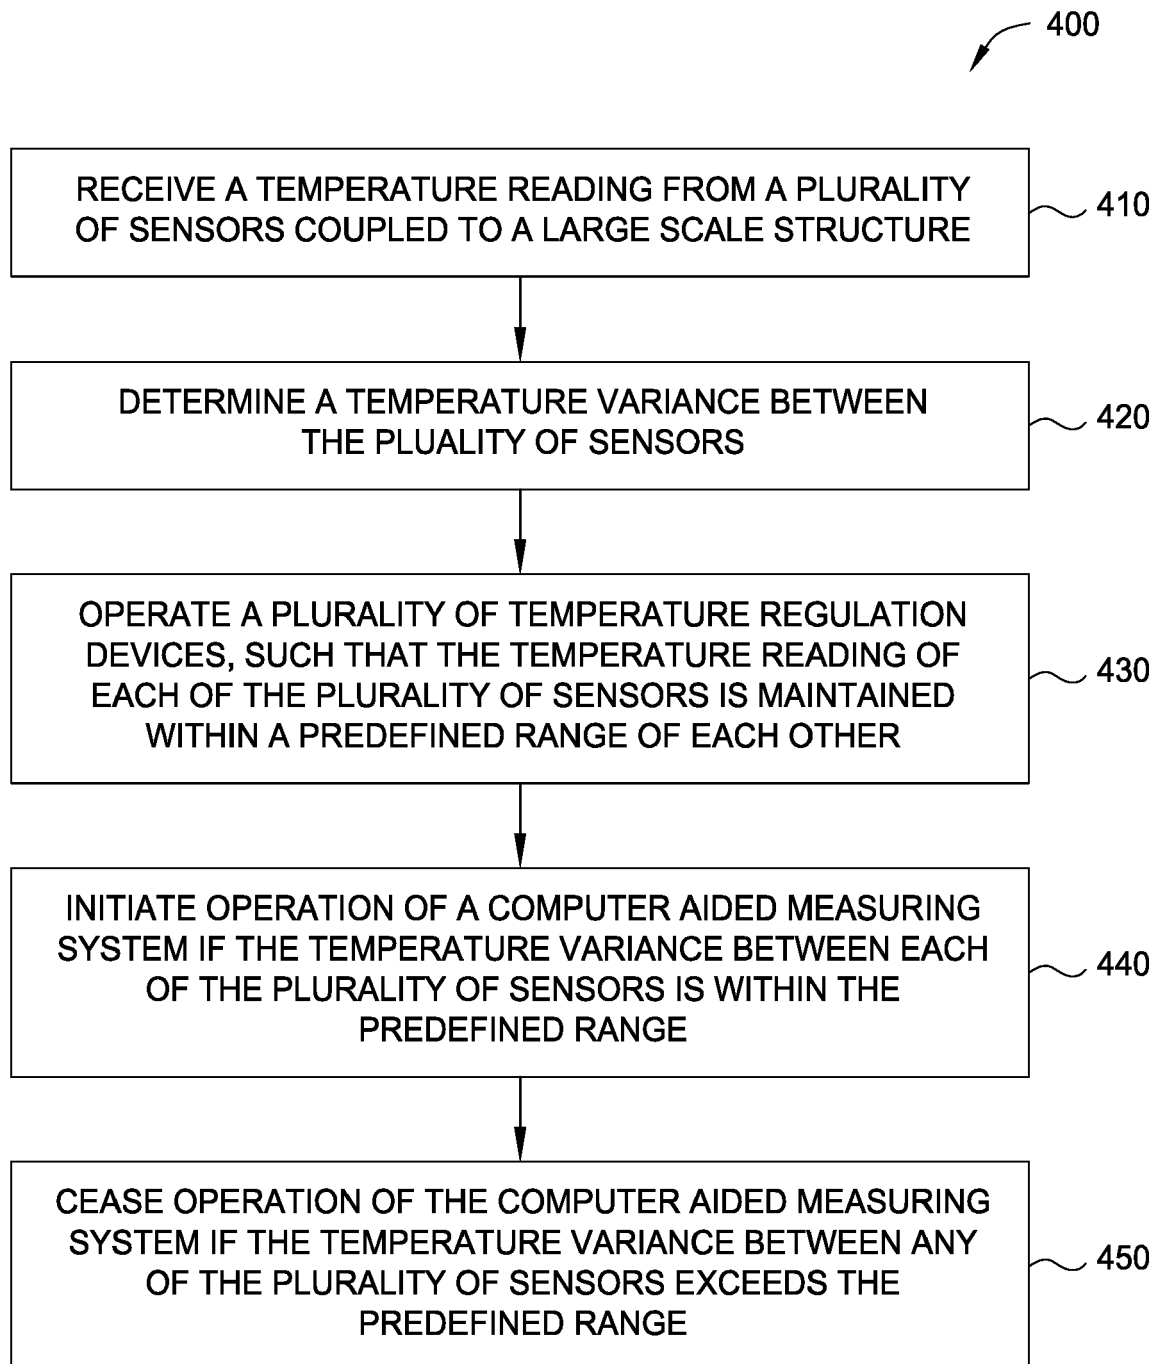 400
RECEIVE A TEMPERATURE READING FROM A PLURALITY
OF SENSORS COUPLED TO A LARGE SCALE STRUCTURE
410
DETERMINE A TEMPERATURE VARIANCE BETWEEN
THE PLUALITY OF SENSORS
420
OPERATE A PLURALITY OF TEMPERATURE REGULATION
DEVICES, SUCH THAT THE TEMPERATURE READING OF
EACH OF THE PLURALITY OF SENSORS IS MAINTAINED
WITHIN A PREDEFINED RANGE OF EACH OTHER
430
INITIATE OPERATION OF A COMPUTER AIDED MEASURING
SYSTEM IF THE TEMPERATURE VARIANCE BETWEEN EACH
OF THE PLURALITY OF SENSORS IS WITHIN THE
PREDEFINED RANGE
440
CEASE OPERATION OF THE COMPUTER AIDED MEASURING
SYSTEM IF THE TEMPERATURE VARIANCE BETWEEN ANY
OF THE PLURALITY OF SENSORS EXCEEDS THE
PREDEFINED RANGE
450